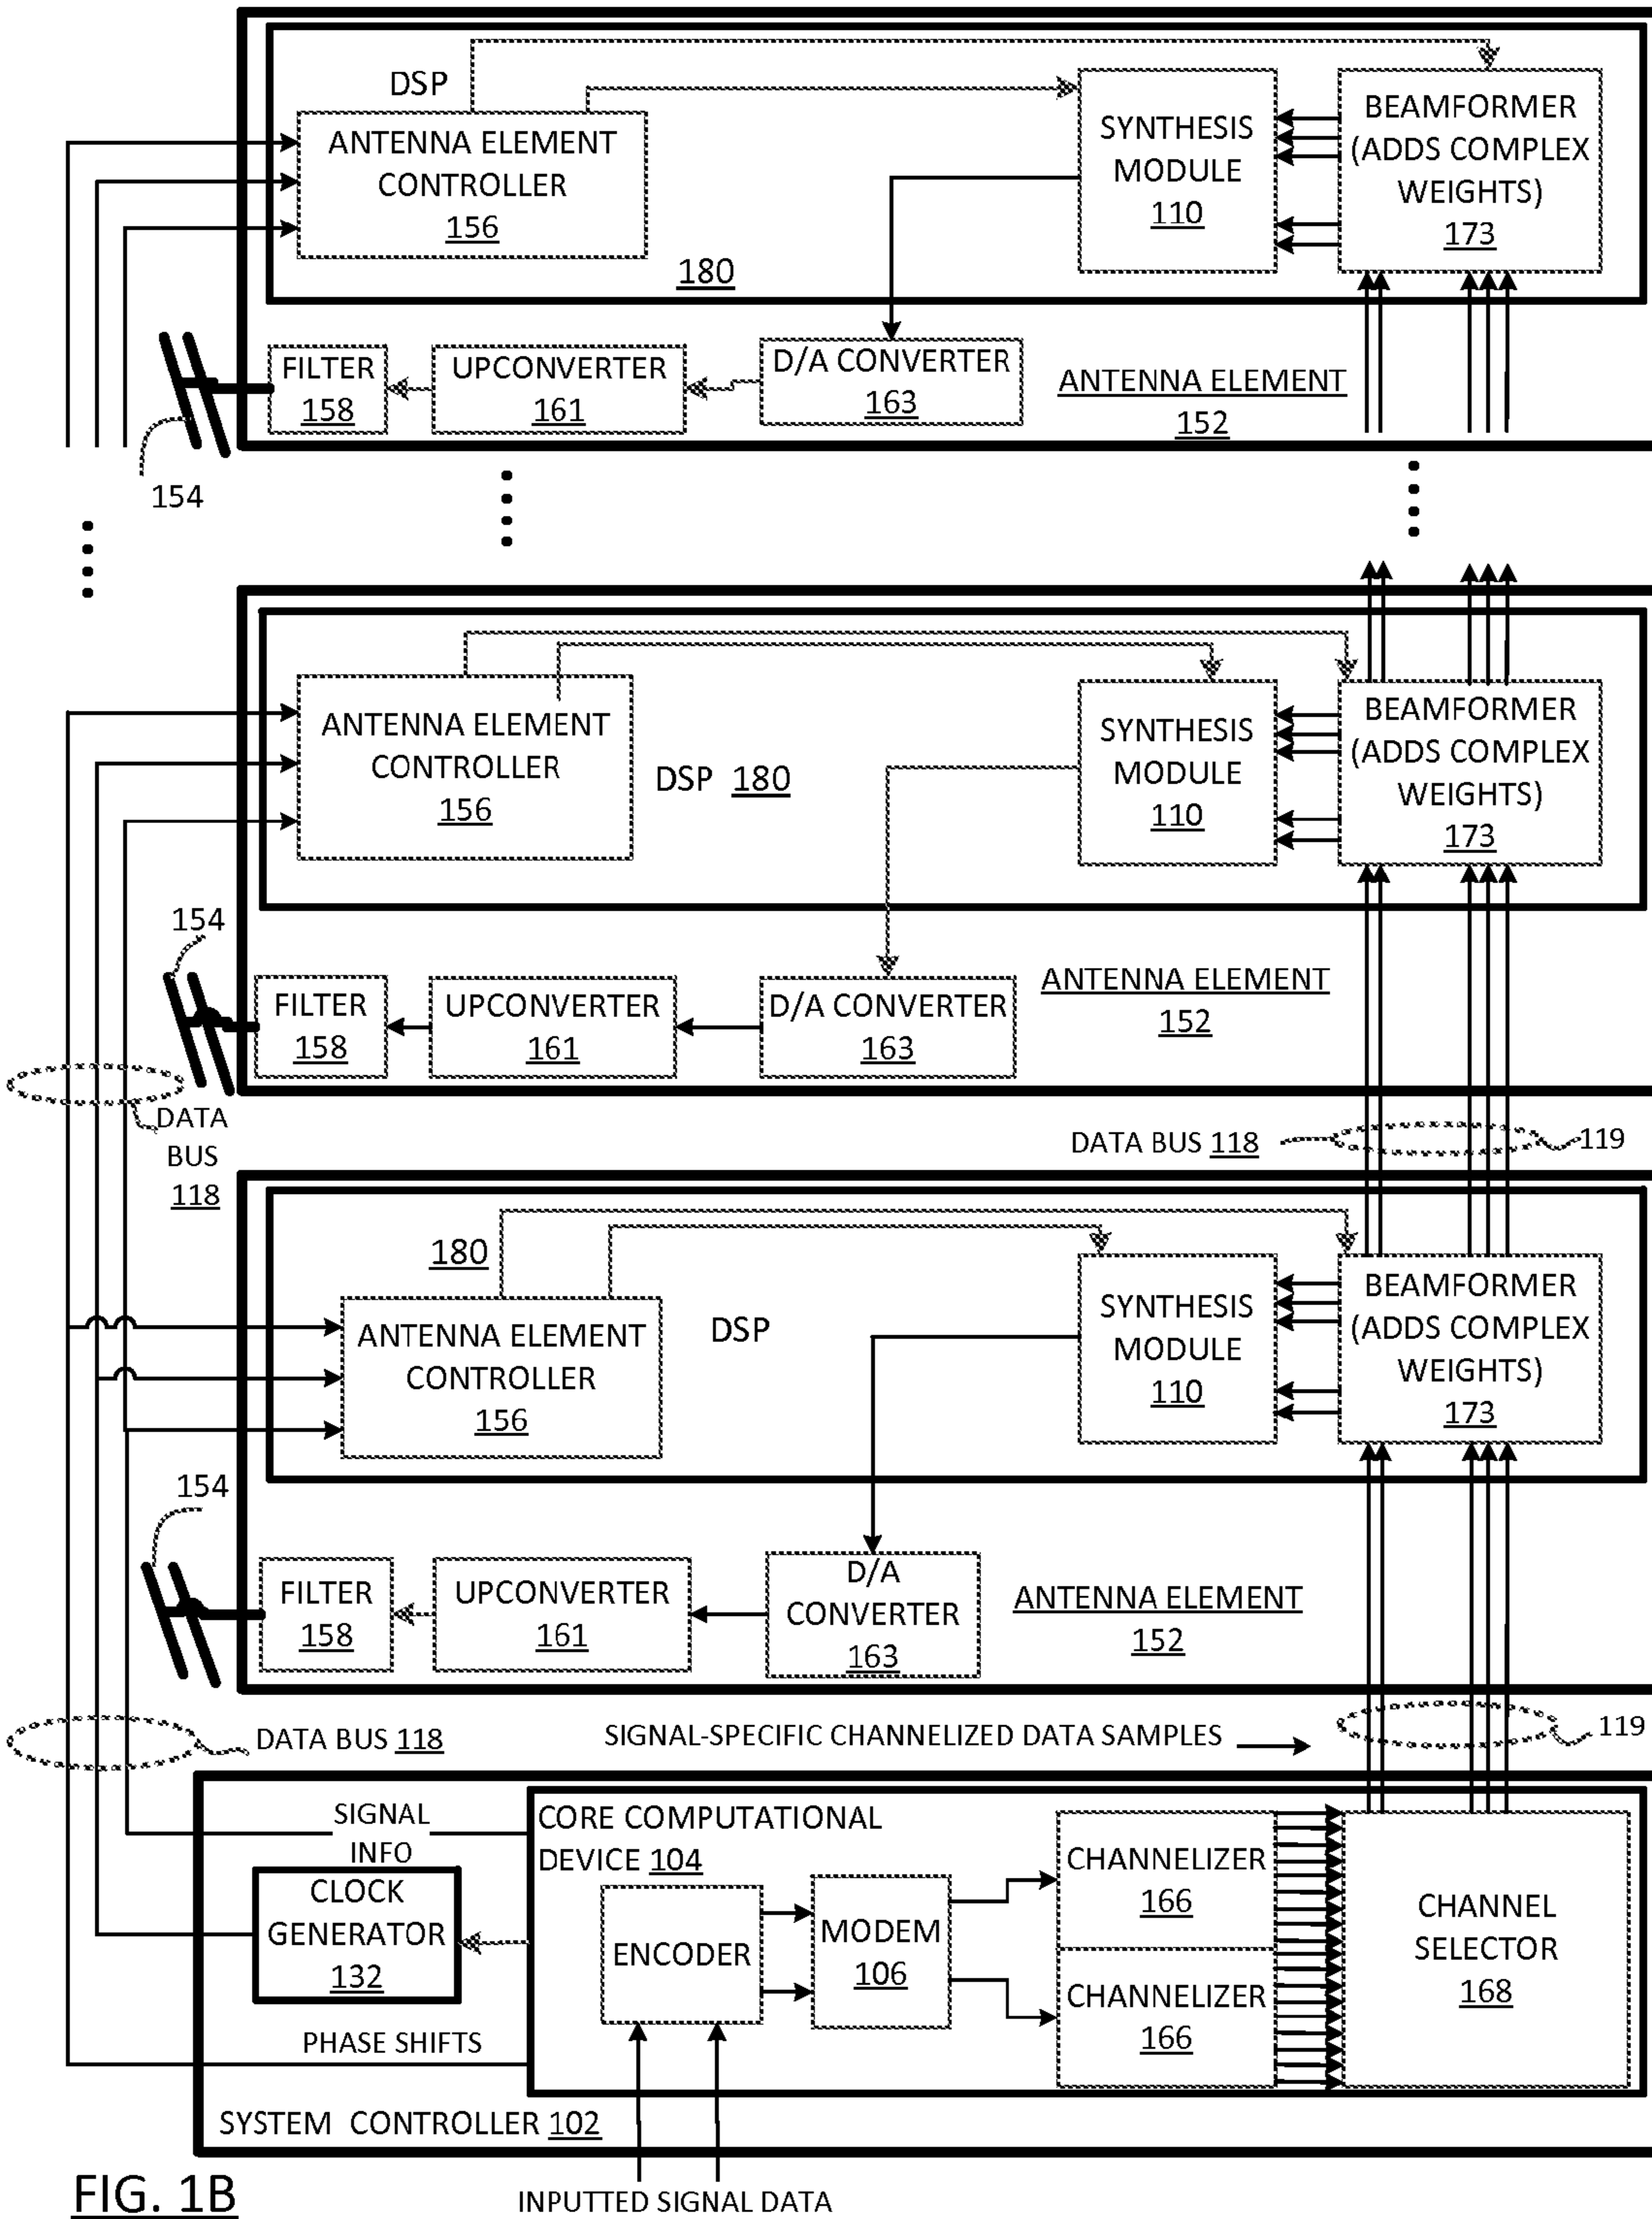 DSP
ANTENNA ELEMENT
CONTROLLER
156
180
SYNTHESIS
MODULE
110
BEAMFORMER
(ADDS COMPLEX
WEIGHTS)
173
FILTER
158
UPCONVERTER
161
D/A CONVERTER
163
ANTENNA ELEMENT
152
154
ANTENNA ELEMENT
CONTROLLER
156
DSP 180
SYNTHESIS
MODULE
110
BEAMFORMER
(ADDS COMPLEX
WEIGHTS)
173
154
FILTER
158
UPCONVERTER
161
D/A CONVERTER
163
ANTENNA ELEMENT
152
DATA
BUS
118
DATA BUS 118
119
180
ANTENNA ELEMENT
CONTROLLER
156
DSP
SYNTHESIS
MODULE
110
BEAMFORMER
(ADDS COMPLEX
WEIGHTS)
173
154
FILTER
158
UPCONVERTER
161
D/A
CONVERTER
163
ANTENNA ELEMENT
152
DATA BUS 118
SIGNAL-SPECIFIC CHANNELIZED DATA SAMPLES
119
SIGNAL
INFO
CLOCK
GENERATOR
132
PHASE SHIFTS
CORE COMPUTATIONAL
DEVICE 104
ENCODER
MODEM
106
CHANNELIZER
166
CHANNELIZER
166
CHANNEL
SELECTOR
168
SYSTEM CONTROLLER 102
FIG. 1B
INPUTTED SIGNAL DATA